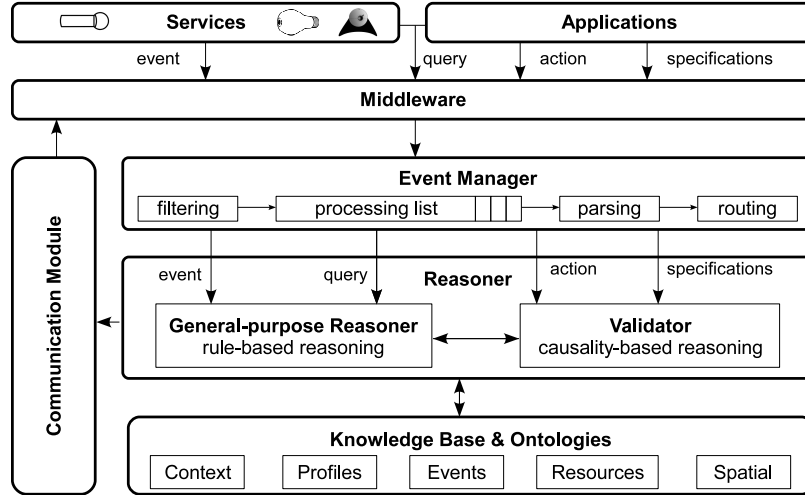 Services
Applications
event
query
action
specifications
Middleware
Communication Module
Event Manager
filtering
processing list
parsing
routing
event
query
Reasoner
action
specifications
General-purpose Reasoner
rule-based reasoning
Validator
causality-based reasoning
Knowledge Base & Ontologies
Context
Profiles
Events
Resources
Spatial